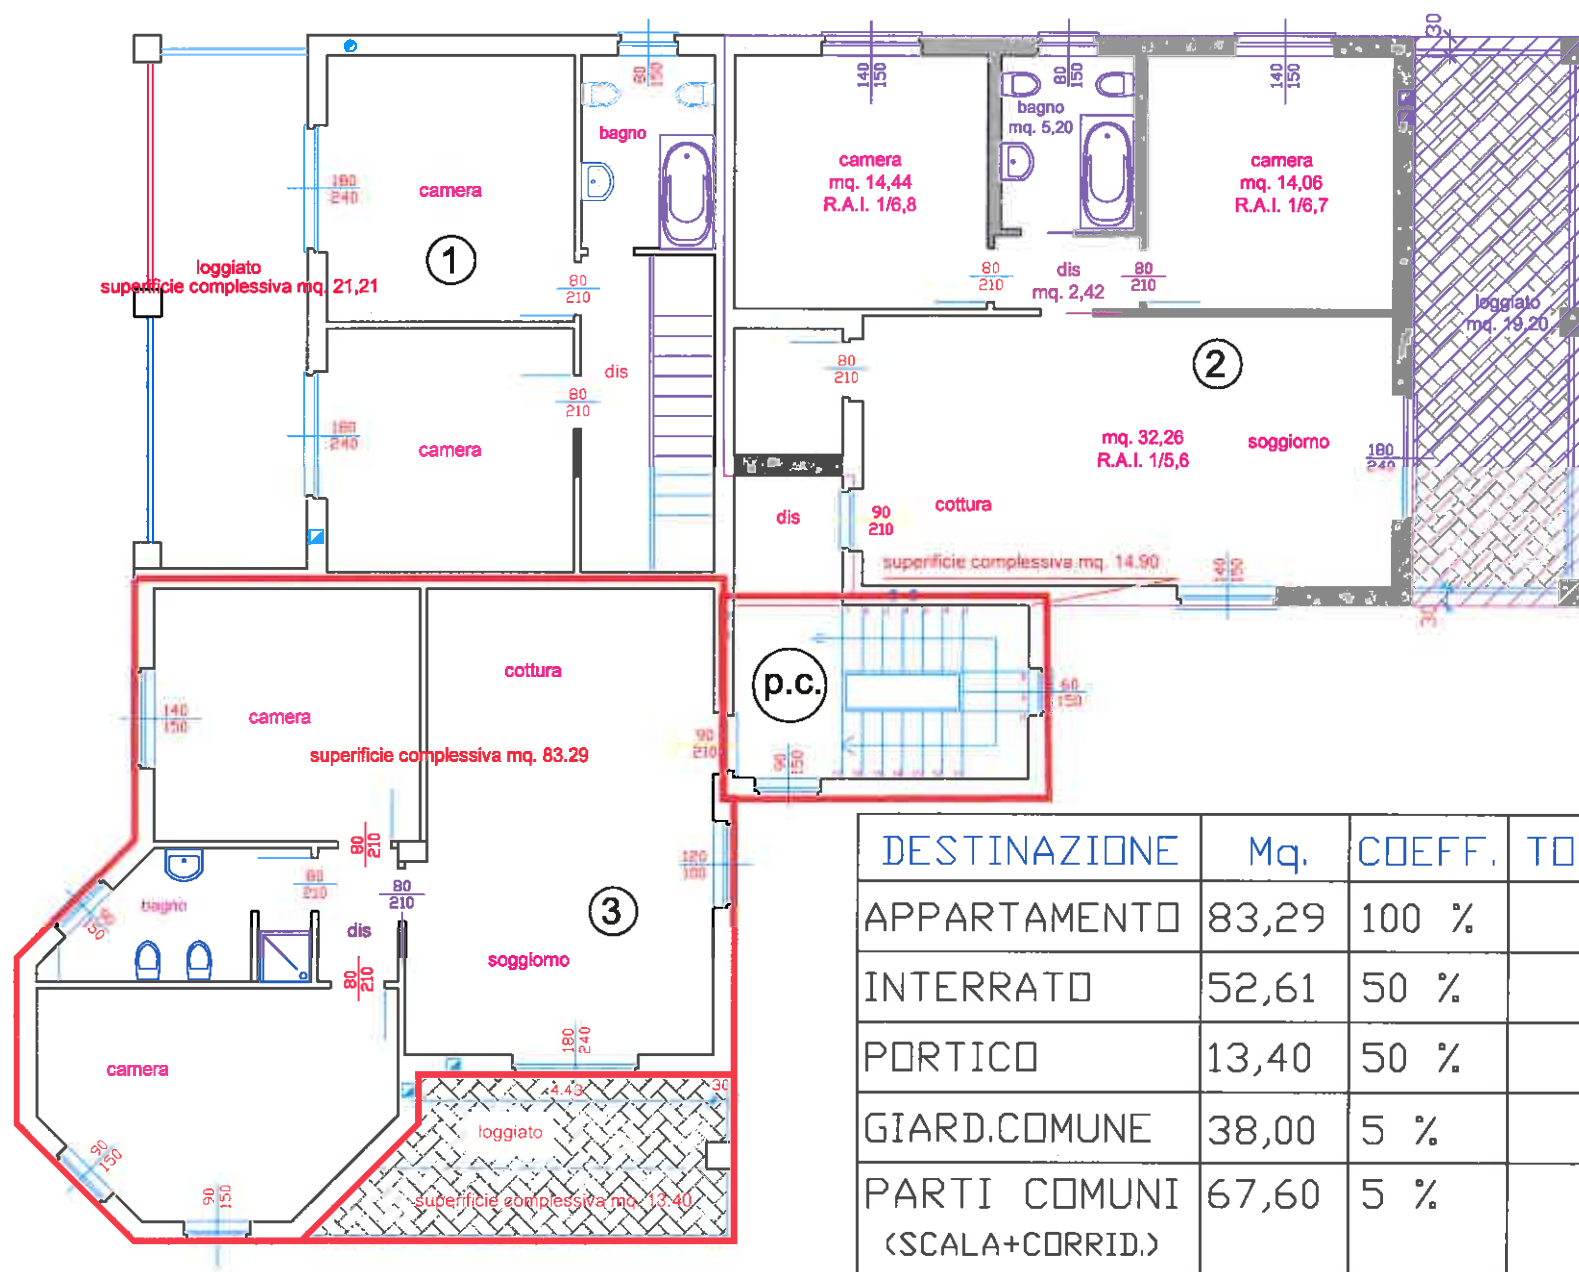 30
80
150
140
150
80
150
140
150
bagno
bagno
mq. 5,20
camera
mq. 14,44
R.A.I. 1/6,8
camera
mq. 14,06
R.A.I. 1/6,7
180
240
camera
1
loggiato
superificie complessiva mq. 21,21
80
210
80
210
dis
mq. 2,42
80
210
loggiato
mq. 19,20
2
80
210
dis
80
210
180
240
camera
mq. 32,26
R.A.I. 1/5,6
soggiorno
180
240
cottura
dis
90
210
superificie complessiva mq. 14.90
140
150
30
cottura
p.c.
60
150
camera
140
150
90
210
superificie complessiva mq. 83.29
90
150
80
210
120
100
80
210
80
210
bagno
90
150
3
dis
soggiorno
80
210
180
240
camera
4.43
30
loggiato
90
150
superificie complessiva mq. 13.40
90
150
DESTINAZIONE Mq. COEFF. TO
APPARTAMENTO 83,29 100 %
INTERRATO 52,61 50 %
PORTICO 13,40 50 %
GIARD.COMUNE 38,00 5 %
PARTI COMUNI 67,60 5 %
(SCALA+CORRID.)